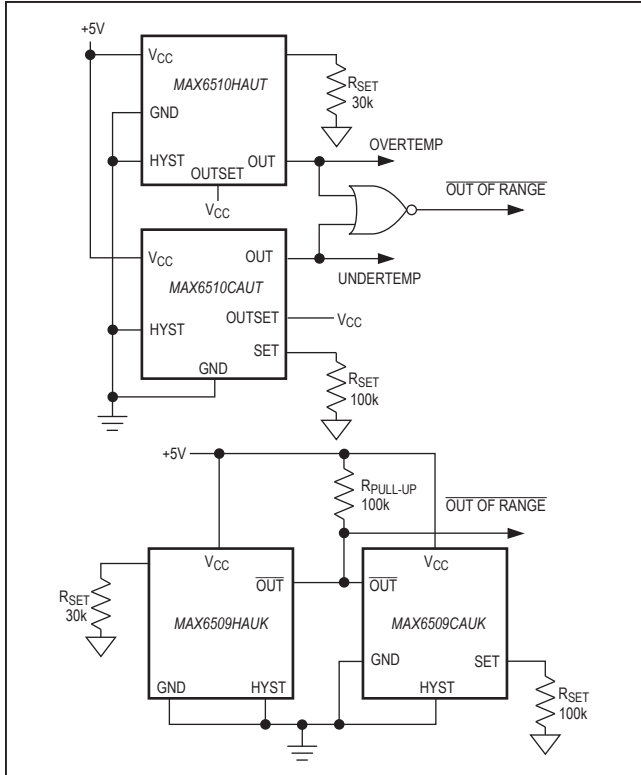 +5V
VCC
MAX6510HAUT
RSET
30k
GND
OVERTEMP
HYST
OUT
OUTSET
OUT OF RANGE
VCC
VCC
OUT
UNDERTEMP
MAX6510CAUT
OUTSET
VCC
HYST
SET
GND
RSET
100k
+5V
RPULL-UP
100k
OUT OF RANGE
VCC
VCC
RSET
30k
OUT
OUT
MAX6509HAUK
MAX6509CAUK
GND
SET
GND
HYST
HYST
RSET
100k